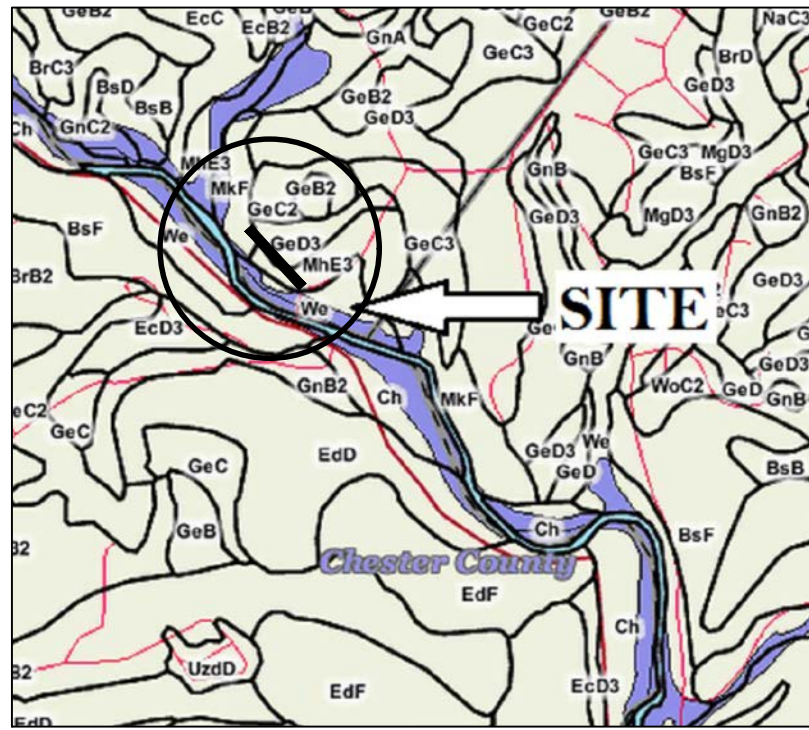 GeB2
EcC
GeB
EcB2
GnA
GeC2
GeB2
NaC3
GeC3
BrD
BrC3
BsD
BsB
GeB2
GeD3
GeD3
Ch
GnC2
MhE3
MkF
GeB2
GeC2
GnB
GeC3
MgD3
BsF
GeD3
MgD3
GnB2
BsF
We
GeD3
GeC3
MhE3
GeD3
BrB2
We
SITE
EcD3
GnB
GeD3
GnB2
Ch
MkF
WoC2
GeD
GnB
eC2
GeC
EdD
GeD3
We
GeD
BsB
GeC
GeB
Ch
BsF
B2
Chester County
EdF
Ch
UzdD
B2
EdF
EcD3
EdD